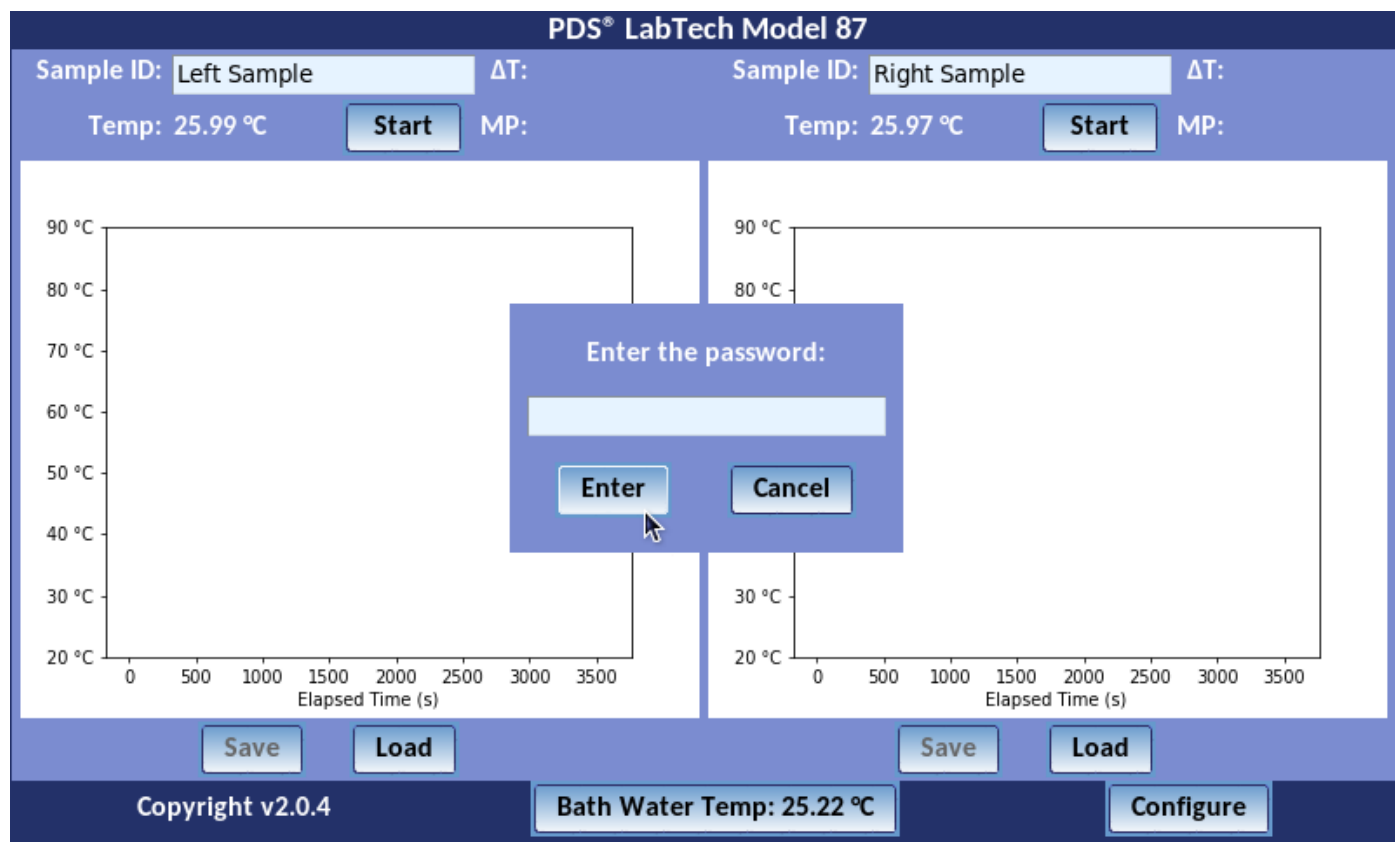 PDS® LabTech Model 87
Sample ID: Left Sample ΔT:
Temp: 25.99 °C Start MP:
Sample ID: Right Sample ΔT:
Temp: 25.97 °C Start MP:
90 °C
80 °C
70 °C
60 °C
50 °C
40 °C
30 °C
20 °C
0 500 1000 1500 2000 2500 3000 3500
Elapsed Time (s)
90 °C
80 °C
30 °C
20 °C
0 500 1000 1500 2000 2500 3000 3500
Elapsed Time (s)
Enter the password:
Enter Cancel
Save Load
Save Load
Copyright v2.0.4
Bath Water Temp: 25.22 °C
Configure